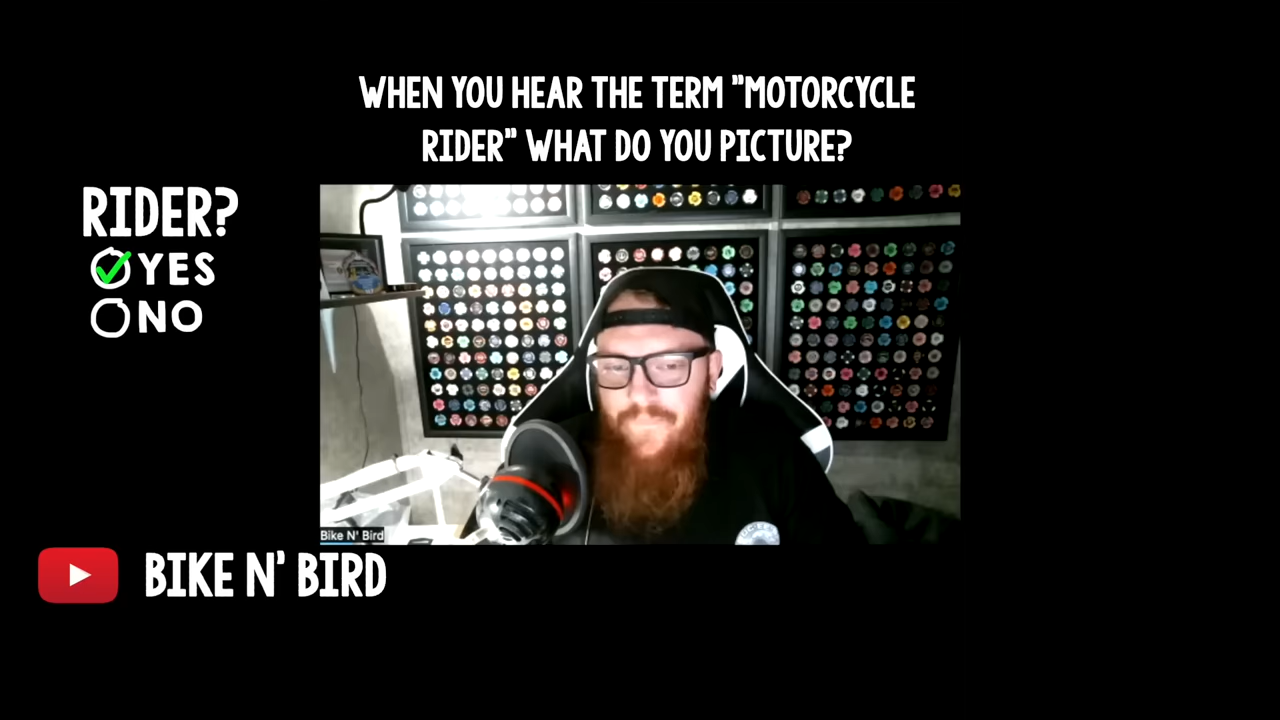 WHEN YOU HEAR THE TERM "MOTORCYCLE
RIDER" WHAT DO YOU PICTURE?
RIDER?
YES
NO
Bike N' Bird
BIKE N' BIRD